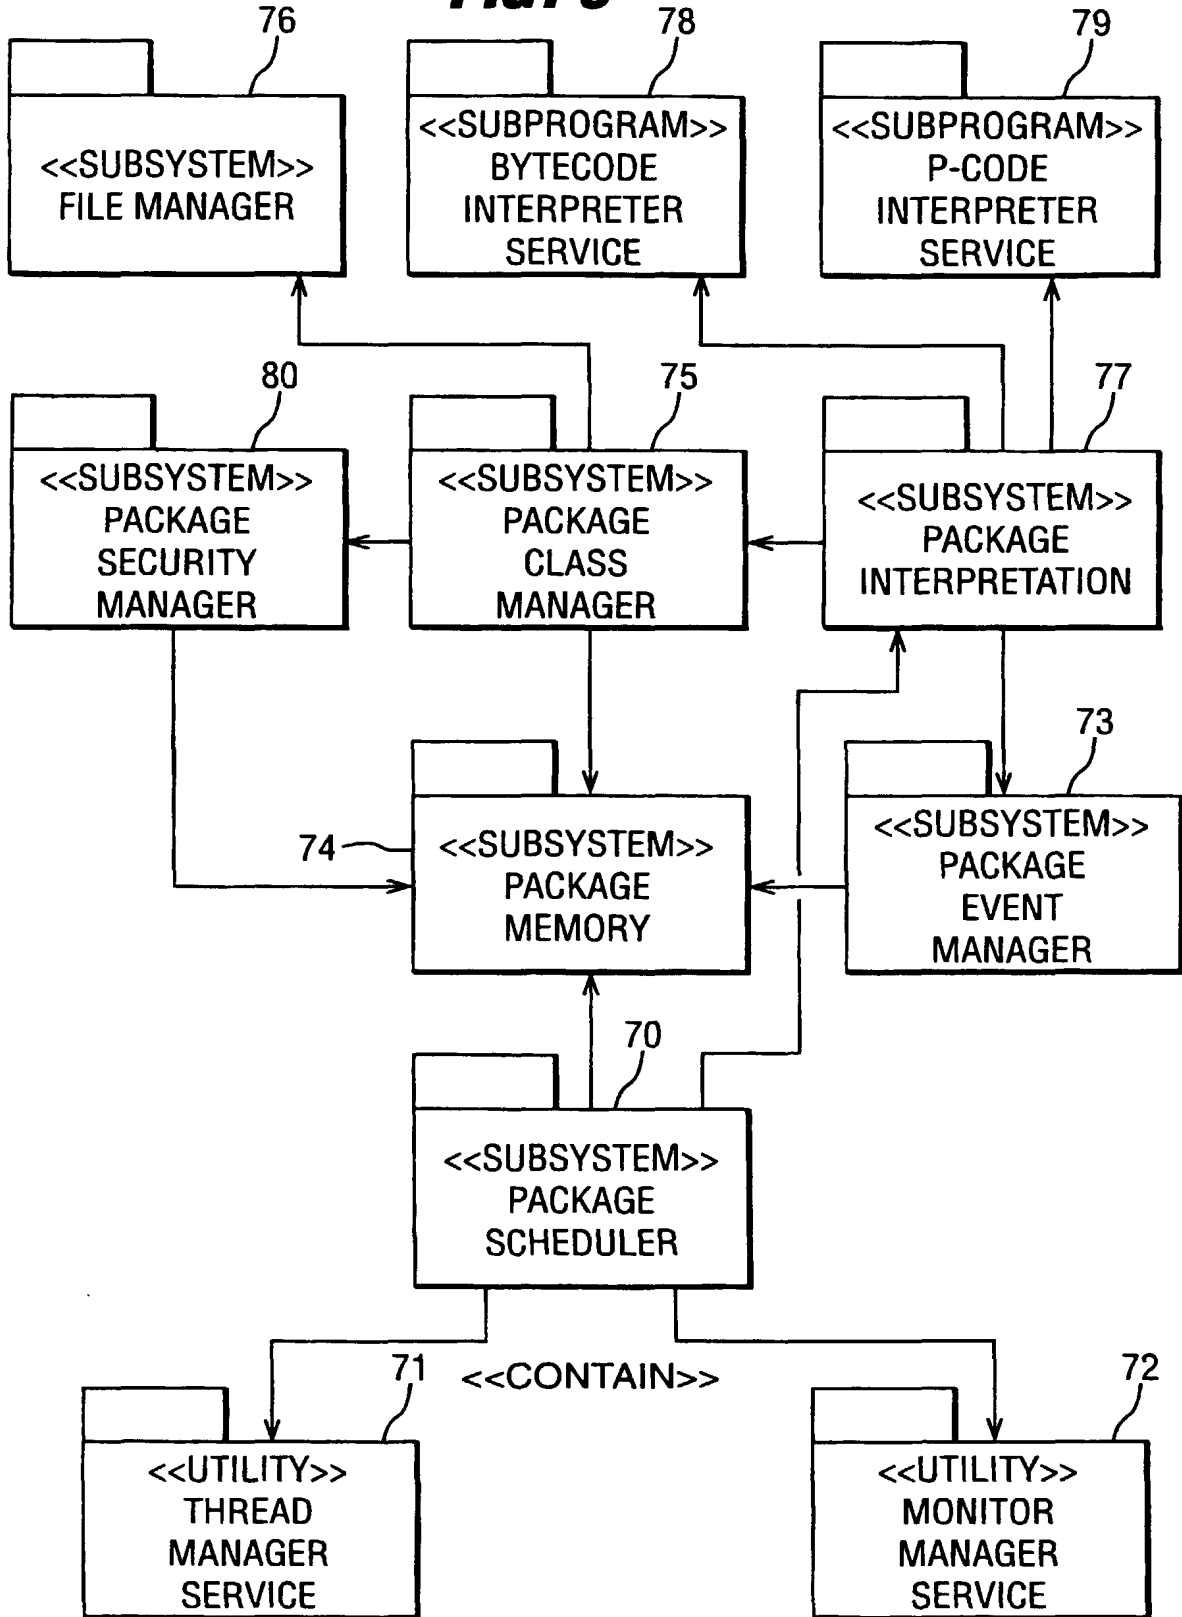 76
78
79
<<SUBSYSTEM>>
FILE MANAGER
<<SUBPROGRAM>>
BYTECODE
INTERPRETER
SERVICE
<<SUBPROGRAM>>
P-CODE
INTERPRETER
SERVICE
80
75
77
<<SUBSYSTEM>>
PACKAGE
SECURITY
MANAGER
<<SUBSYSTEM>>
PACKAGE
CLASS
MANAGER
<<SUBSYSTEM>>
PACKAGE
INTERPRETATION
73
74
<<SUBSYSTEM>>
PACKAGE
MEMORY
<<SUBSYSTEM>>
PACKAGE
EVENT
MANAGER
70
<<SUBSYSTEM>>
PACKAGE
SCHEDULER
<<CONTAIN>>
71
72
<<UTILITY>>
THREAD
MANAGER
SERVICE
<<UTILITY>>
MONITOR
MANAGER
SERVICE